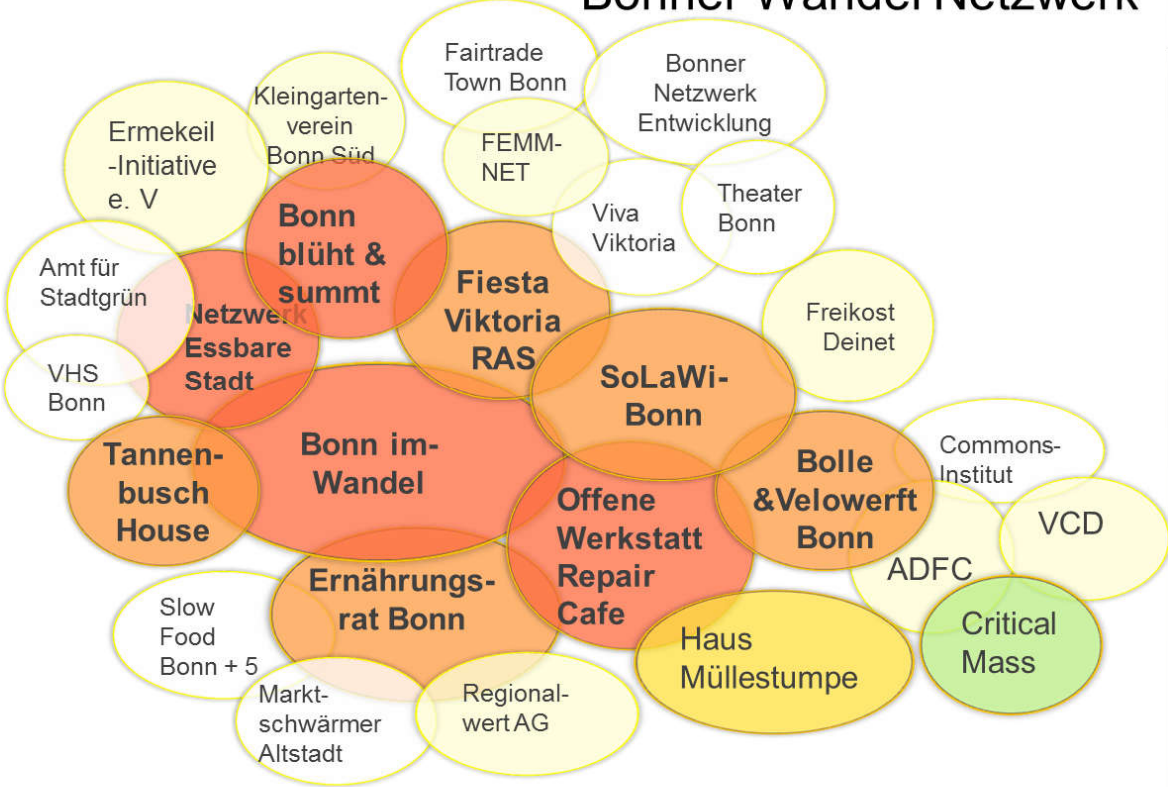 Bonner Wandel Netzwerk
Fairtrade
Town Bonn
Bonner
Netzwerk
Entwicklung
Kleingarten-
verein
Bonn Süd
Ermekeil
-Initiative
e. V
FEMM-
NET
Theater
Bonn
Viva
Viktoria
Bonn
blüht &
summt
Amt für
Stadtgrün
Fiesta
Viktoria
RAS
Netzwerk
Essbare
Stadt
Freikost
Deinet
VHS
Bonn
SoLaWi-
Bonn
Tannen-
busch
House
Bonn im-
Wandel
Bolle
&Velowerft
Bonn
Commons-
Institut
Offene
Werkstatt
Repair
Cafe
VCD
ADFC
Ernährungs-
rat Bonn
Slow
Food
Bonn + 5
Haus
Müllestumpe
Critical
Mass
Markt-
schwärmer
Altstadt
Regional-
wert AG